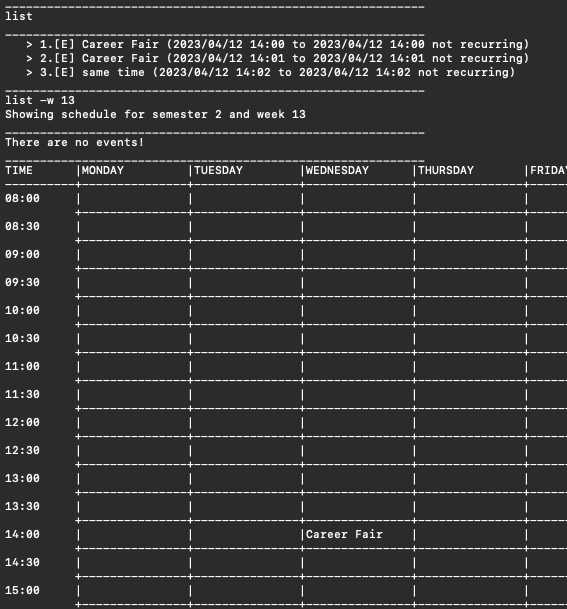 list
> 1.[E] Career Fair (2023/04/12 14:00 to 2023/04/12 14:00 not recurring)
> 2.[E] Career Fair (2023/04/12 14:01 to 2023/04/12 14:01 not recurring)
> 3.[E] same time (2023/04/12 14:02 to 2023/04/12 14:02 not recurring)
list -w 13
Showing schedule for semester 2 and week 13
There are no events!
TIME |MONDAY |TUESDAY |WEDNESDAY |THURSDAY |FRIDAY
08:00
08:30
09:00
09:30
10:00
10:30
11:00
11:30
12:00
12:30
13:00
13:30
14:00 |Career Fair
14:30
15:00